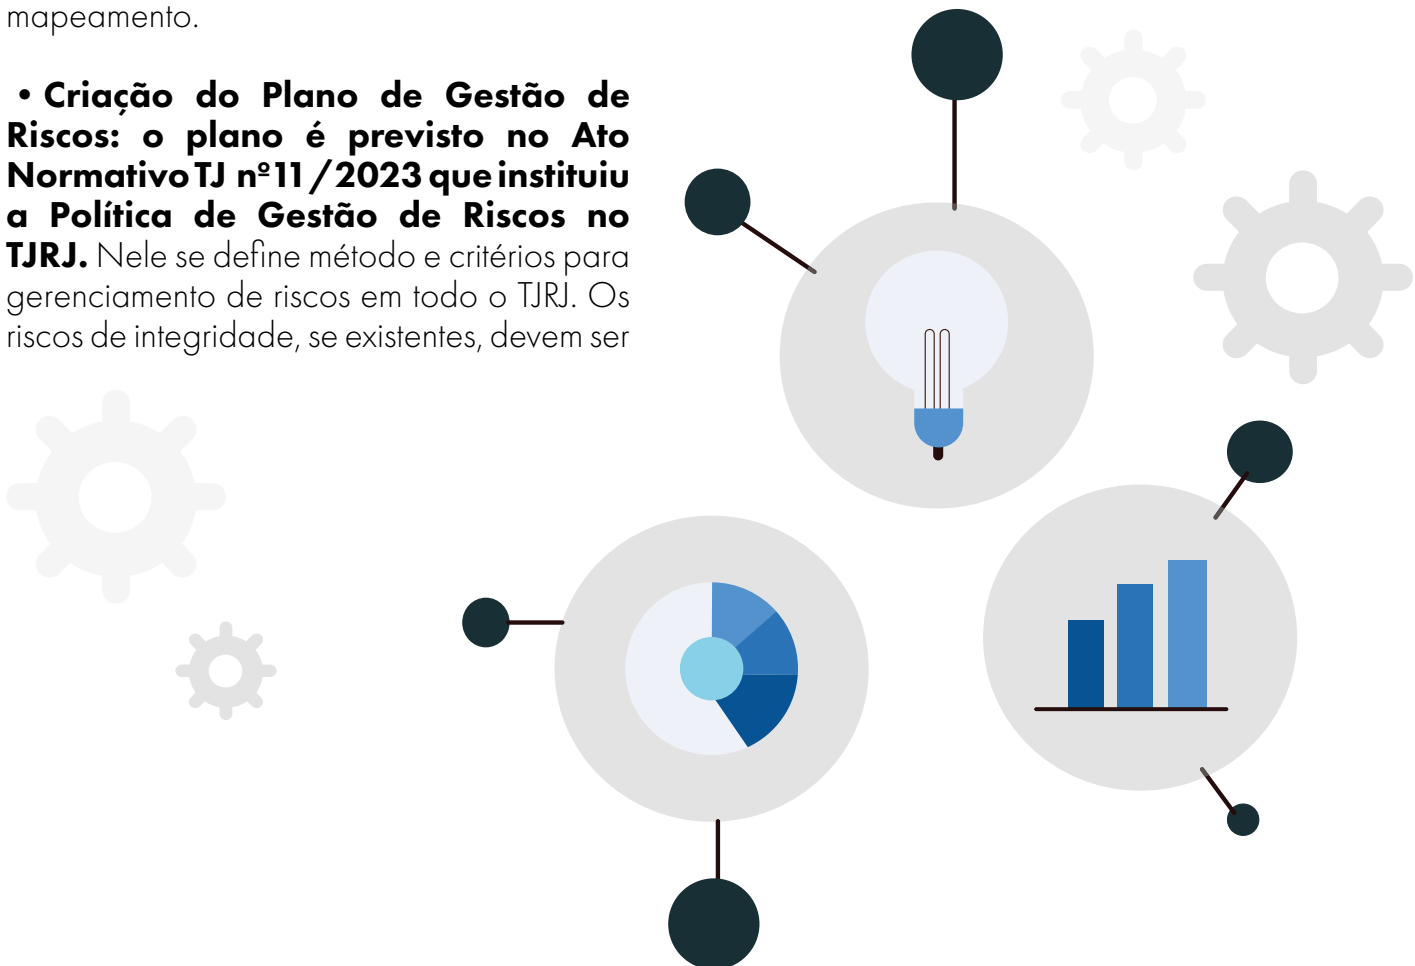 mapeamento.
• Criação do Plano de Gestão de
Riscos: o plano é previsto no Ato
Normativo TJ nº11/2023 que instituiu
a Política de Gestão de Riscos no
TJRJ. Nele se define método e critérios para
gerenciamento de riscos em todo o TJRJ. Os
riscos de integridade, se existentes, devem ser